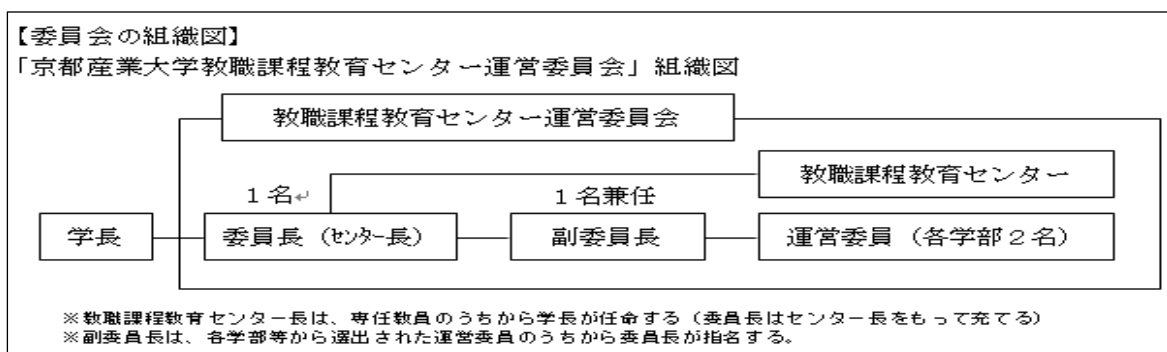 【委員会の組織図】
「京都産業大学教職課程教育センター運営委員会」組織図
教職課程教育センター運営委員会
教職課程教育センター
1名↵
1名兼任
学長
委員長（ｾﾝﾀｰ長）
副委員長
運営委員（各学部２名）
※教職課程教育センター長は、専任教員のうちから学長が任命する（委員長はセンター長をもって充てる）
※副委員長は、各学部等から選出された運営委員のうちから委員長が指名する。